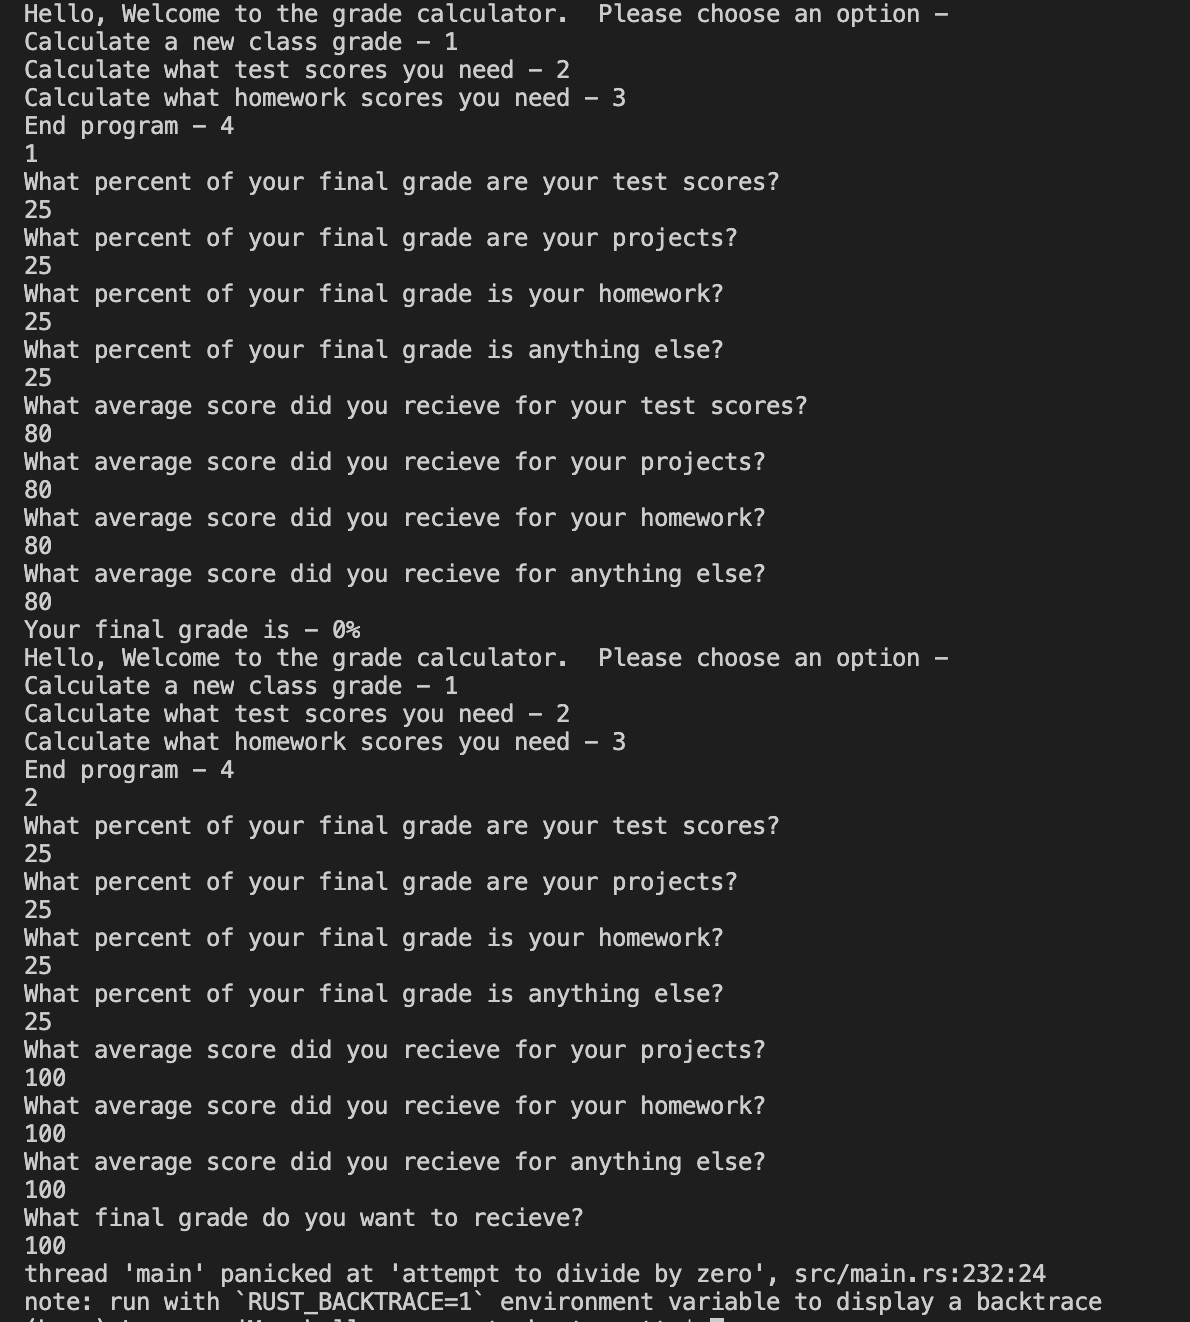 Hello, Welcome to the grade calculator.  Please choose an option –
Calculate a new class grade – 1
Calculate what test scores you need – 2
Calculate what homework scores you need – 3
End program – 4
1
What percent of your final grade are your test scores?
25
What percent of your final grade are your projects?
25
What percent of your final grade is your homework?
25
What percent of your final grade is anything else?
25
What average score did you recieve for your test scores?
80
What average score did you recieve for your projects?
80
What average score did you recieve for your homework?
80
What average score did you recieve for anything else?
80
Your final grade is – 0%
Hello, Welcome to the grade calculator.  Please choose an option –
Calculate a new class grade – 1
Calculate what test scores you need – 2
Calculate what homework scores you need – 3
End program – 4
2
What percent of your final grade are your test scores?
25
What percent of your final grade are your projects?
25
What percent of your final grade is your homework?
25
What percent of your final grade is anything else?
25
What average score did you recieve for your projects?
100
What average score did you recieve for your homework?
100
What average score did you recieve for anything else?
100
What final grade do you want to recieve?
100
thread 'main' panicked at 'attempt to divide by zero', src/main.rs:232:24
note: run with `RUST_BACKTRACE=1` environment variable to display a backtrace